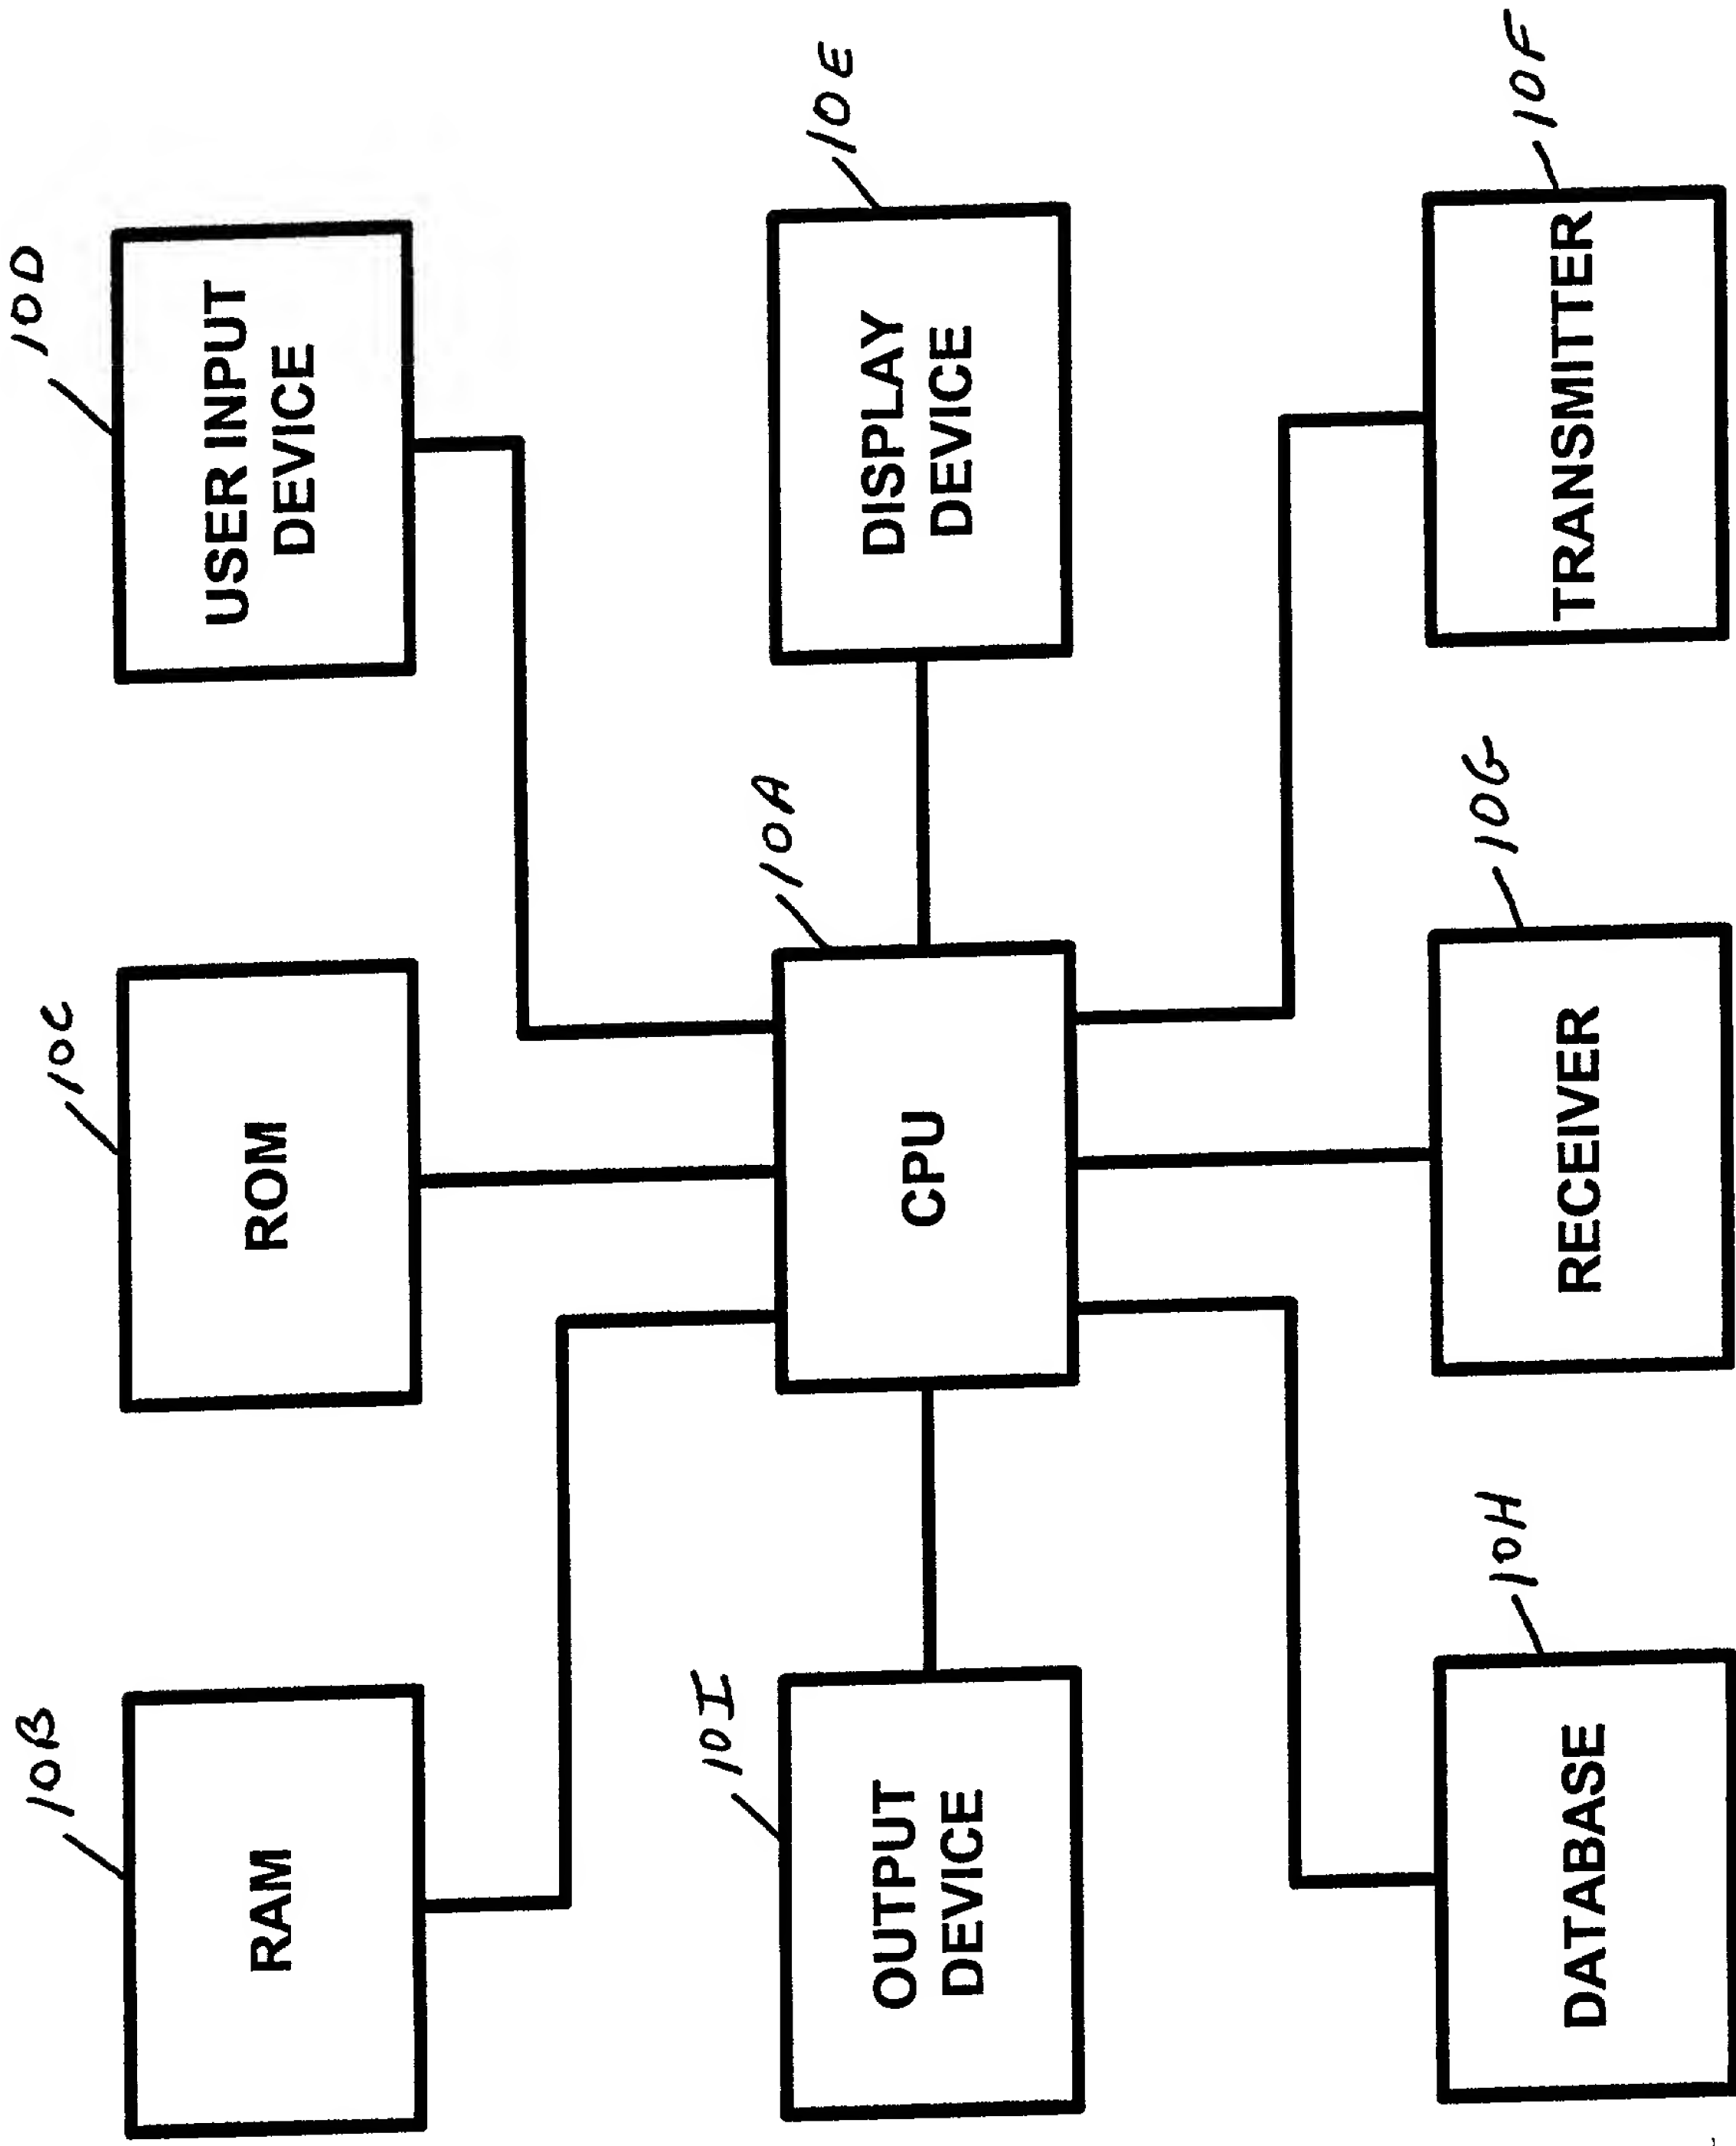 10B
RAM
10C
ROM
10D
USER INPUT
DEVICE
10I
OUTPUT
DEVICE
10A
CPU
10E
DISPLAY
DEVICE
10H
DATABASE
10G
RECEIVER
10F
TRANSMITTER